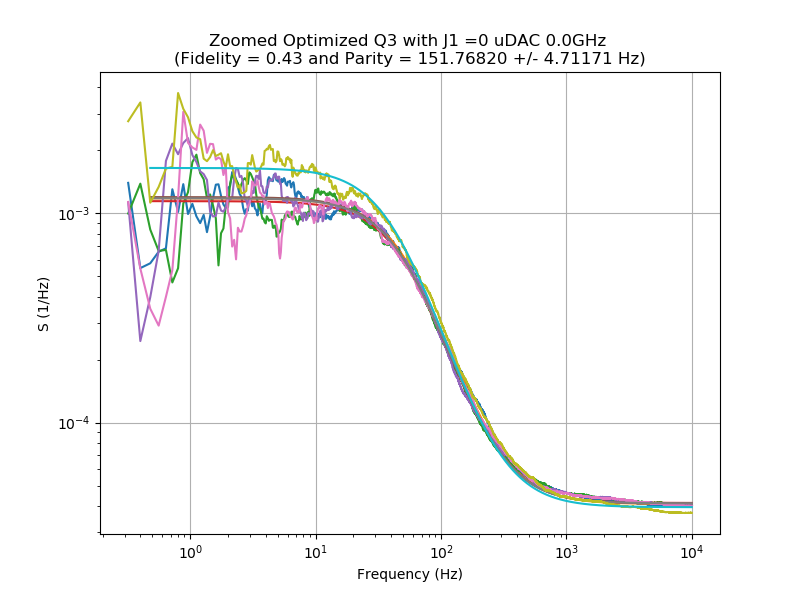 Zoomed Optimized Q3 with J1 =0 uDAC 0.0GHz
(Fidelity = 0.43 and Parity = 151.76820 +/- 4.71171 Hz)
10⁻³
S (1/Hz)
10⁻⁴
10⁰ 10¹ 10² 10³ 10⁴
Frequency (Hz)